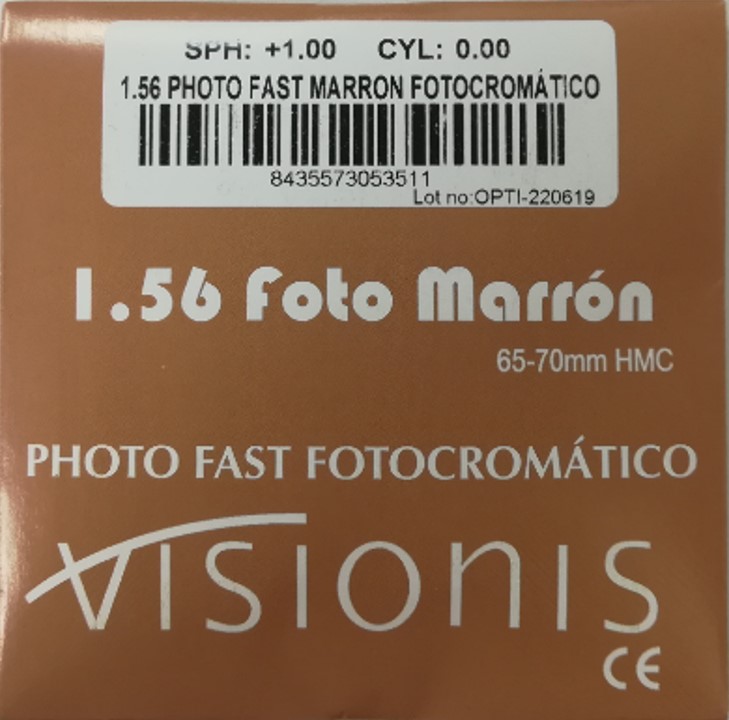 SPH: +1.00 CYL: 0.00
1.56 PHOTO FAST MARRON FOTOCROMÁTICO
8435573053511
Lot no:OPTI-220619
1.56 Foto Marrón
65-70mm HMC
PHOTO FAST FOTOCROMÁTICO
VISIONIS
CE